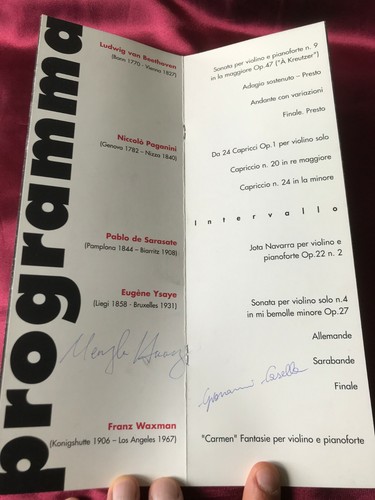 programma
Ludwig van Beethoven
(Bonn 1770 - Vienna 1827)
Sonata per violino e pianoforte n. 9
in la maggiore Op.47 ("À Kreutzer")
Adagio sostenuto – Presto
Andante con variazioni
Finale. Presto
Niccolò Paganini
(Genova 1782 – Nizza 1840)
Da 24 Capricci Op.1 per violino solo
Capriccio n. 20 in re maggiore
Capriccio n. 24 in la minore
Intervallo
Pablo de Sarasate
(Pamplona 1844 – Biarritz 1908)
Jota Navarra per violino e
pianoforte Op.22 n. 2
Eugène Ysaye
(Liegi 1858 - Bruxelles 1931)
Sonata per violino solo n.4
in mi bemolle minore Op.27
Allemande
Sarabande
Finale
Giovanni Casella
Franz Waxman
(Konigshutte 1906 – Los Angeles 1967)
"Carmen" Fantasie per violino e pianoforte